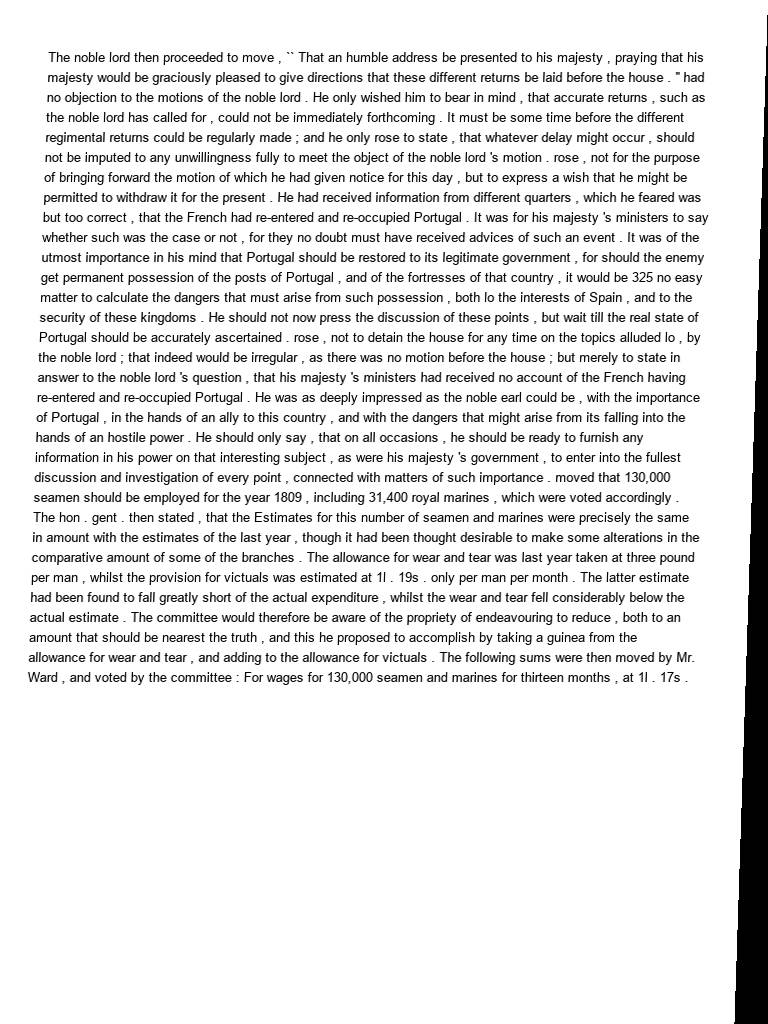 The noble lord then proceeded to move , `` That an humble address be presented to his majesty , praying that his
majesty would be graciously pleased to give directions that these different returns be laid before the house . " had
no objection to the motions of the noble lord . He only wished him to bear in mind , that accurate returns , such as
the noble lord has called for , could not be immediately forthcoming . It must be some time before the different
regimental returns could be regularly made ; and he only rose to state , that whatever delay might occur , should
not be imputed to any unwillingness fully to meet the object of the noble lord 's motion . rose , not for the purpose
of bringing forward the motion of which he had given notice for this day , but to express a wish that he might be
permitted to withdraw it for the present . He had received information from different quarters , which he feared was
but too correct , that the French had re-entered and re-occupied Portugal . It was for his majesty 's ministers to say
whether such was the case or not , for they no doubt must have received advices of such an event . It was of the
utmost importance in his mind that Portugal should be restored to its legitimate government , for should the enemy
get permanent possession of the posts of Portugal , and of the fortresses of that country , it would be 325 no easy
matter to calculate the dangers that must arise from such possession , both lo the interests of Spain , and to the
security of these kingdoms . He should not now press the discussion of these points , but wait till the real state of
Portugal should be accurately ascertained . rose , not to detain the house for any time on the topics alluded lo , by
the noble lord ; that indeed would be irregular , as there was no motion before the house ; but merely to state in
answer to the noble lord 's question , that his majesty 's ministers had received no account of the French having
re-entered and re-occupied Portugal . He was as deeply impressed as the noble earl could be , with the importance
of Portugal , in the hands of an ally to this country , and with the dangers that might arise from its falling into the
hands of an hostile power . He should only say , that on all occasions , he should be ready to furnish any
information in his power on that interesting subject , as were his majesty 's government , to enter into the fullest
discussion and investigation of every point , connected with matters of such importance . moved that 130,000
seamen should be employed for the year 1809 , including 31,400 royal marines , which were voted accordingly .
The hon . gent . then stated , that the Estimates for this number of seamen and marines were precisely the same
in amount with the estimates of the last year , though it had been thought desirable to make some alterations in the
comparative amount of some of the branches . The allowance for wear and tear was last year taken at three pound
per man , whilst the provision for victuals was estimated at 1l . 19s . only per man per month . The latter estimate
had been found to fall greatly short of the actual expenditure , whilst the wear and tear fell considerably below the
actual estimate . The committee would therefore be aware of the propriety of endeavouring to reduce , both to an
amount that should be nearest the truth , and this he proposed to accomplish by taking a guinea from the
allowance for wear and tear , and adding to the allowance for victuals . The following sums were then moved by Mr.
Ward , and voted by the committee : For wages for 130,000 seamen and marines for thirteen months , at 1l . 17s .